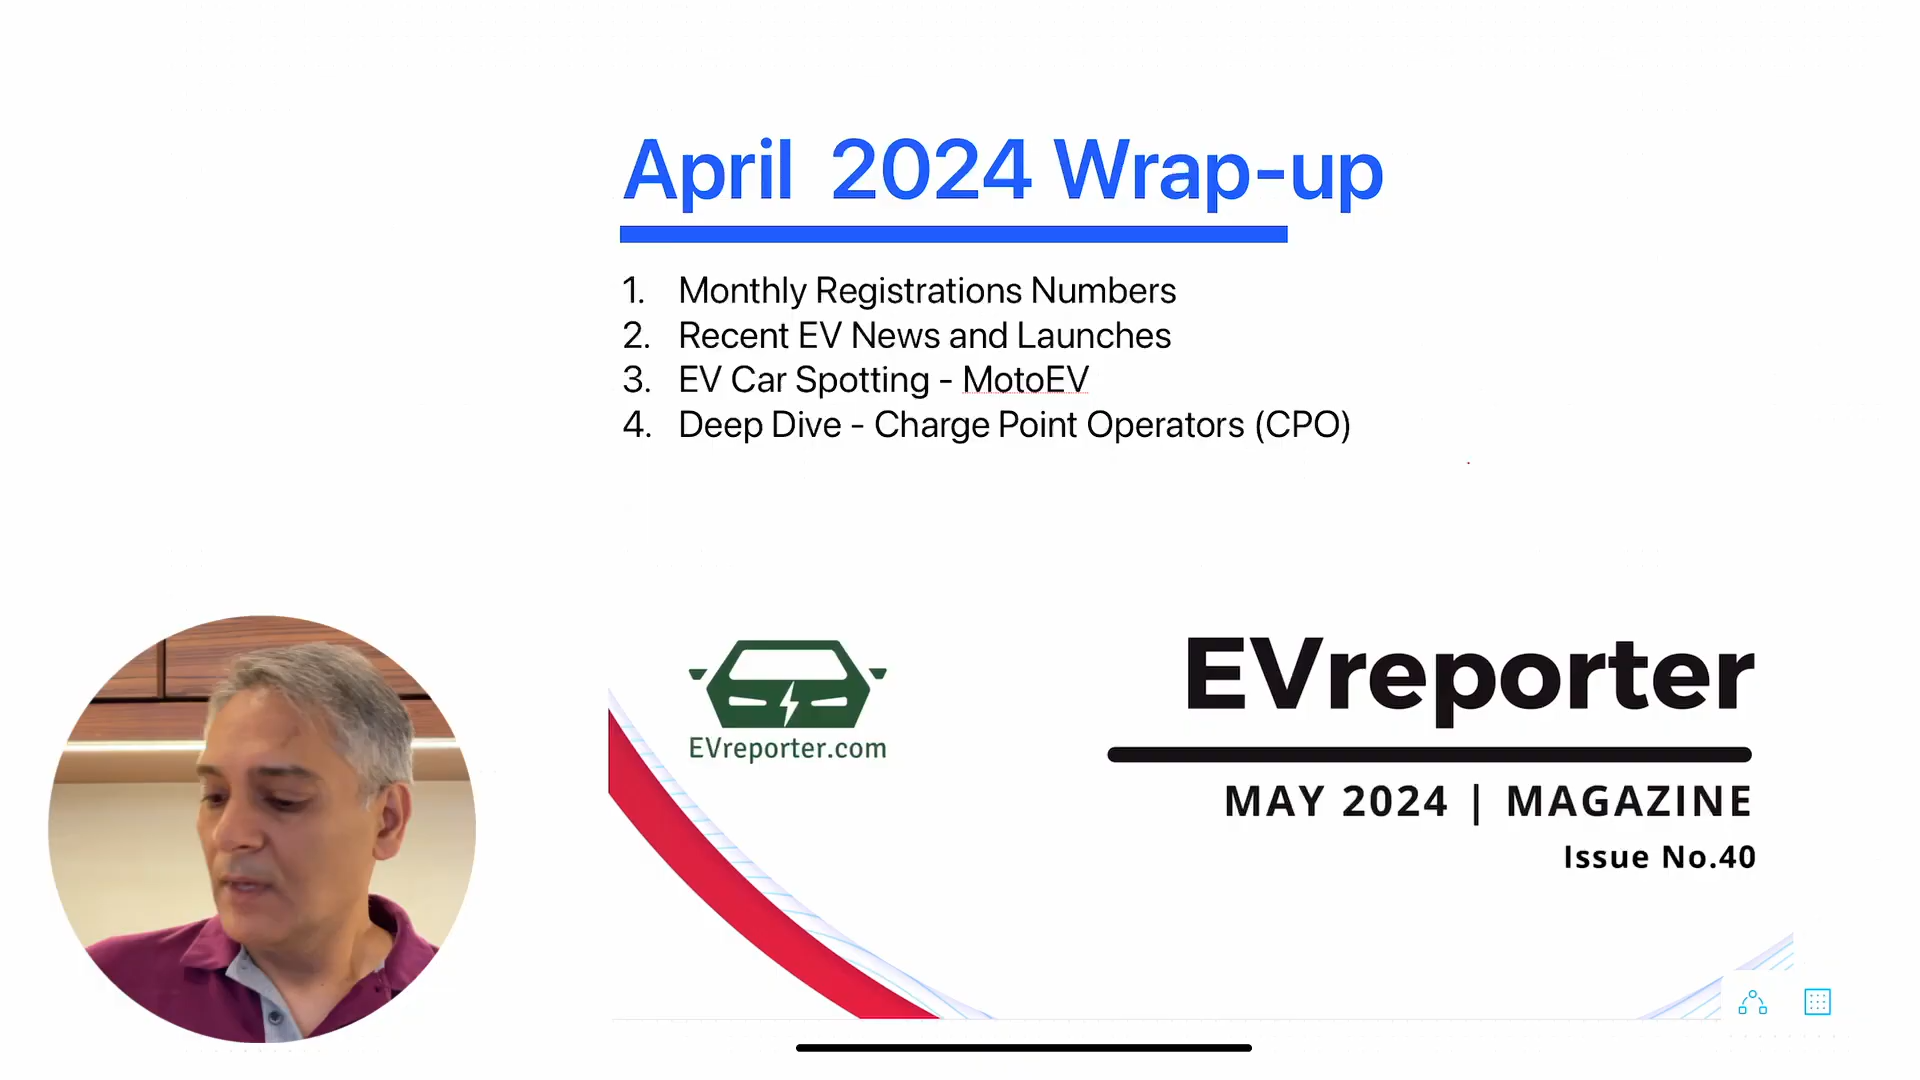 April 2024 Wrap-up
1. Monthly Registrations Numbers
2. Recent EV News and Launches
3. EV Car Spotting - MotoEV
4. Deep Dive - Charge Point Operators (CPO)
EVreporter.com
EVreporter
MAY 2024 | MAGAZINE
Issue No.40